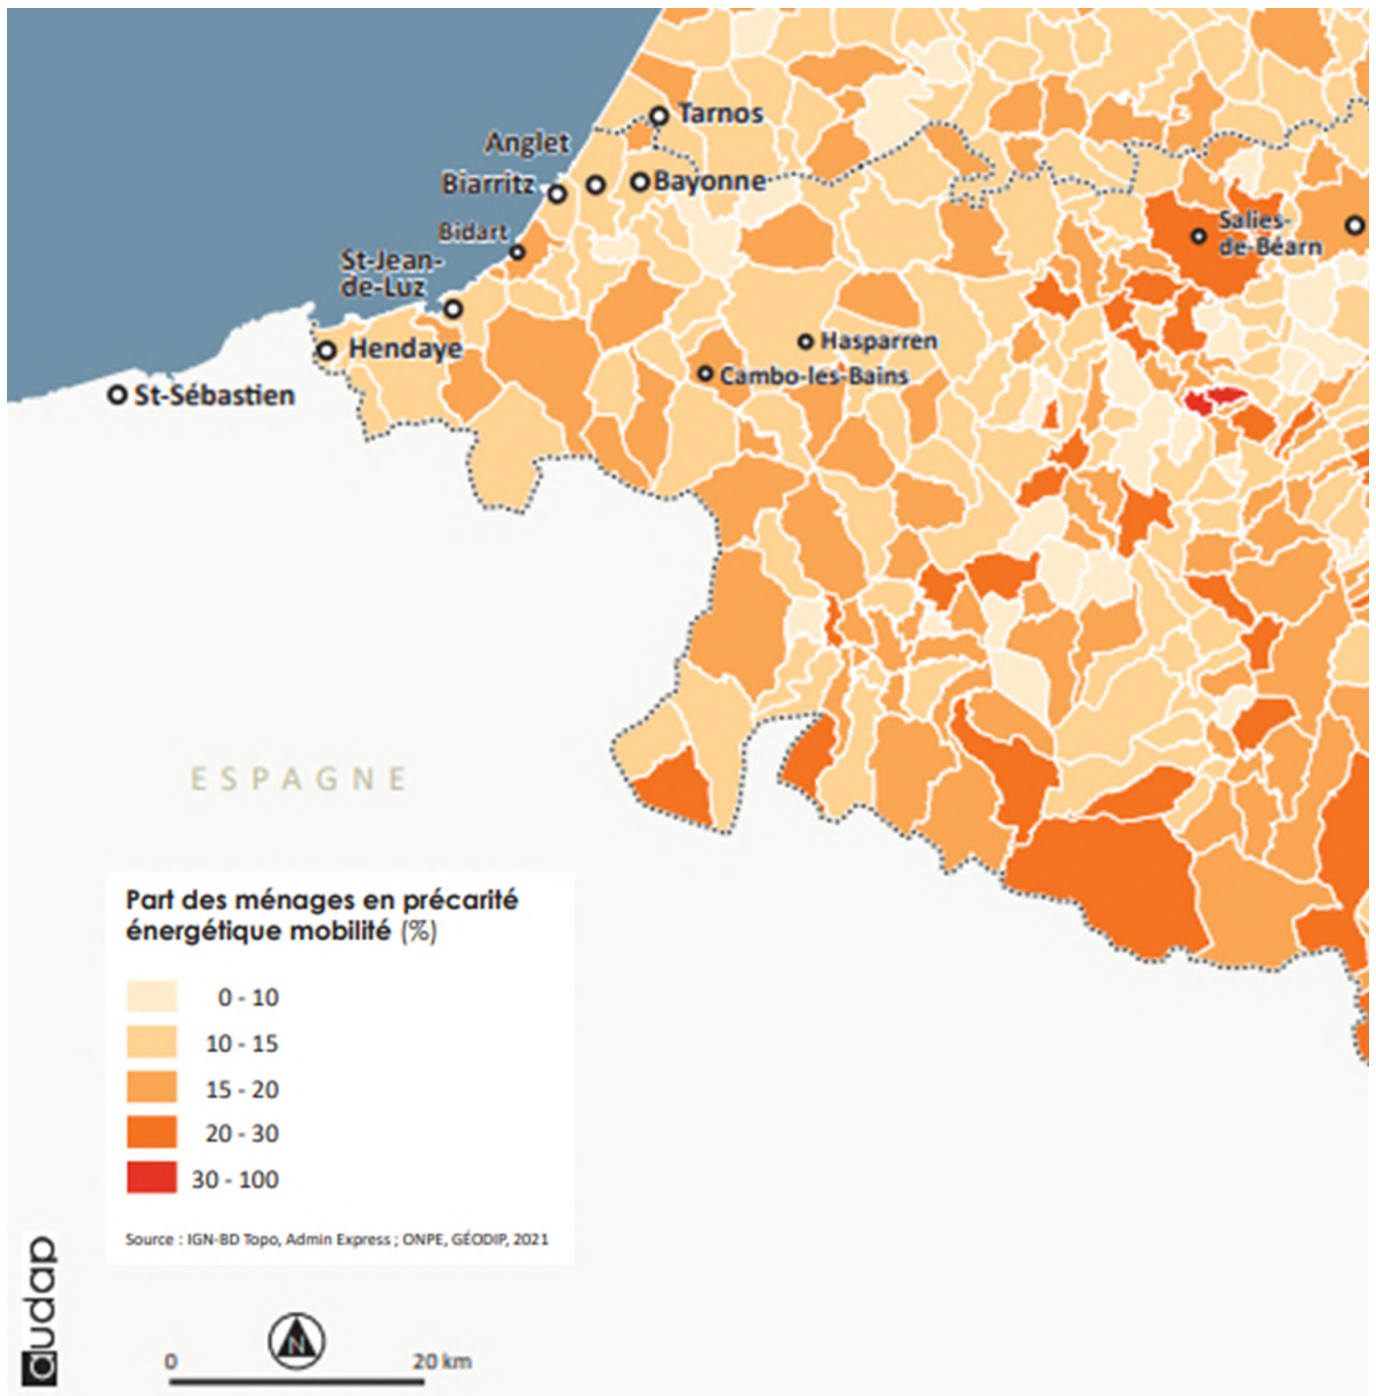 Tarnos
Anglet
Biarritz
Bayonne
Bidart
Salies-
de-Béarn
St-Jean-
de-Luz
Hendaye
Hasparren
Cambo-les-Bains
St-Sébastien
ESPAGNE
Part des ménages en précarité
énergétique mobilité (%)
0 - 10
10 - 15
15 - 20
20 - 30
30 - 100
Source : IGN-BD Topo, Admin Express ; ONPE, GÉODIP, 2021
audap
N
0 20 km